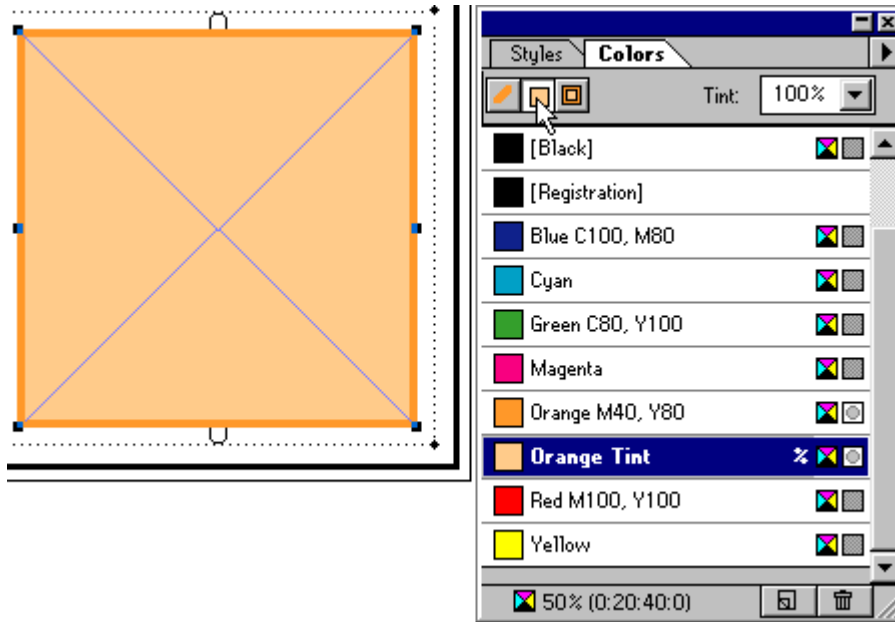 Styles Colors
Tint: 100%
[Black]
[Registration]
Blue C100, M80
Cyan
Green C80, Y100
Magenta
Orange M40, Y80
Orange Tint %
Red M100, Y100
Yellow
50% (0:20:40:0)